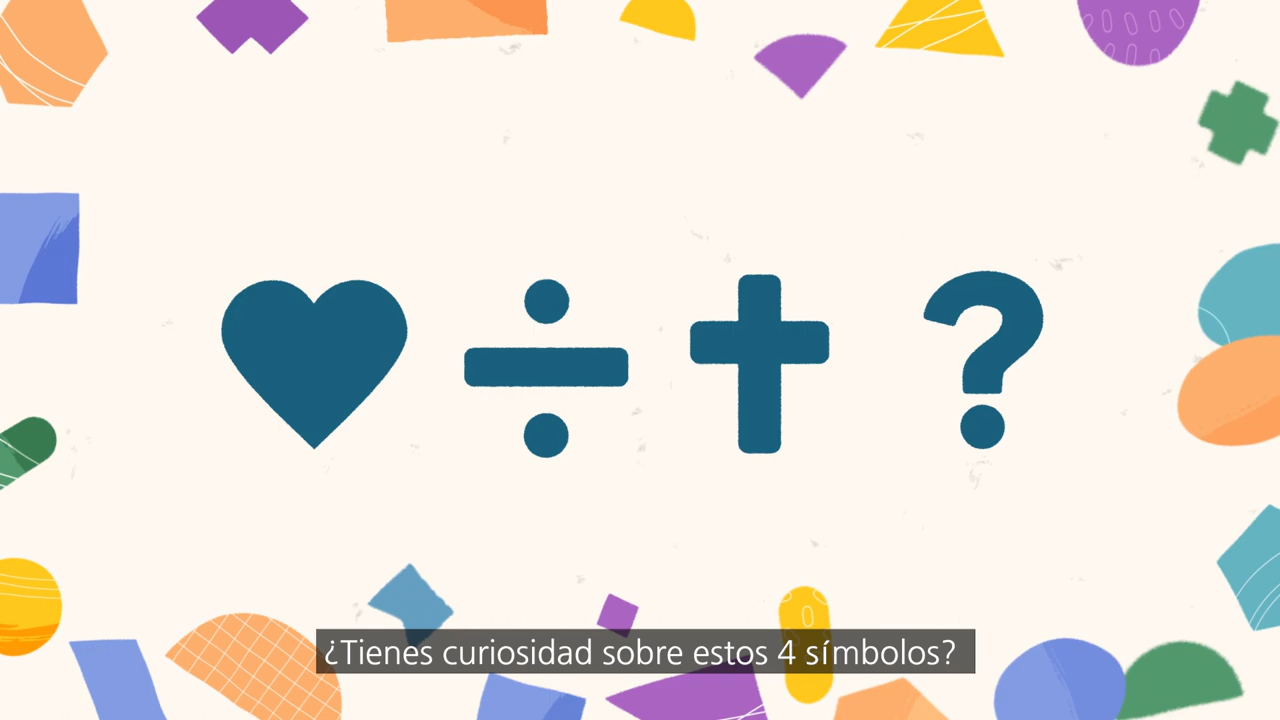 ♥ ÷ ✝ ?
¿Tienes curiosidad sobre estos 4 símbolos?